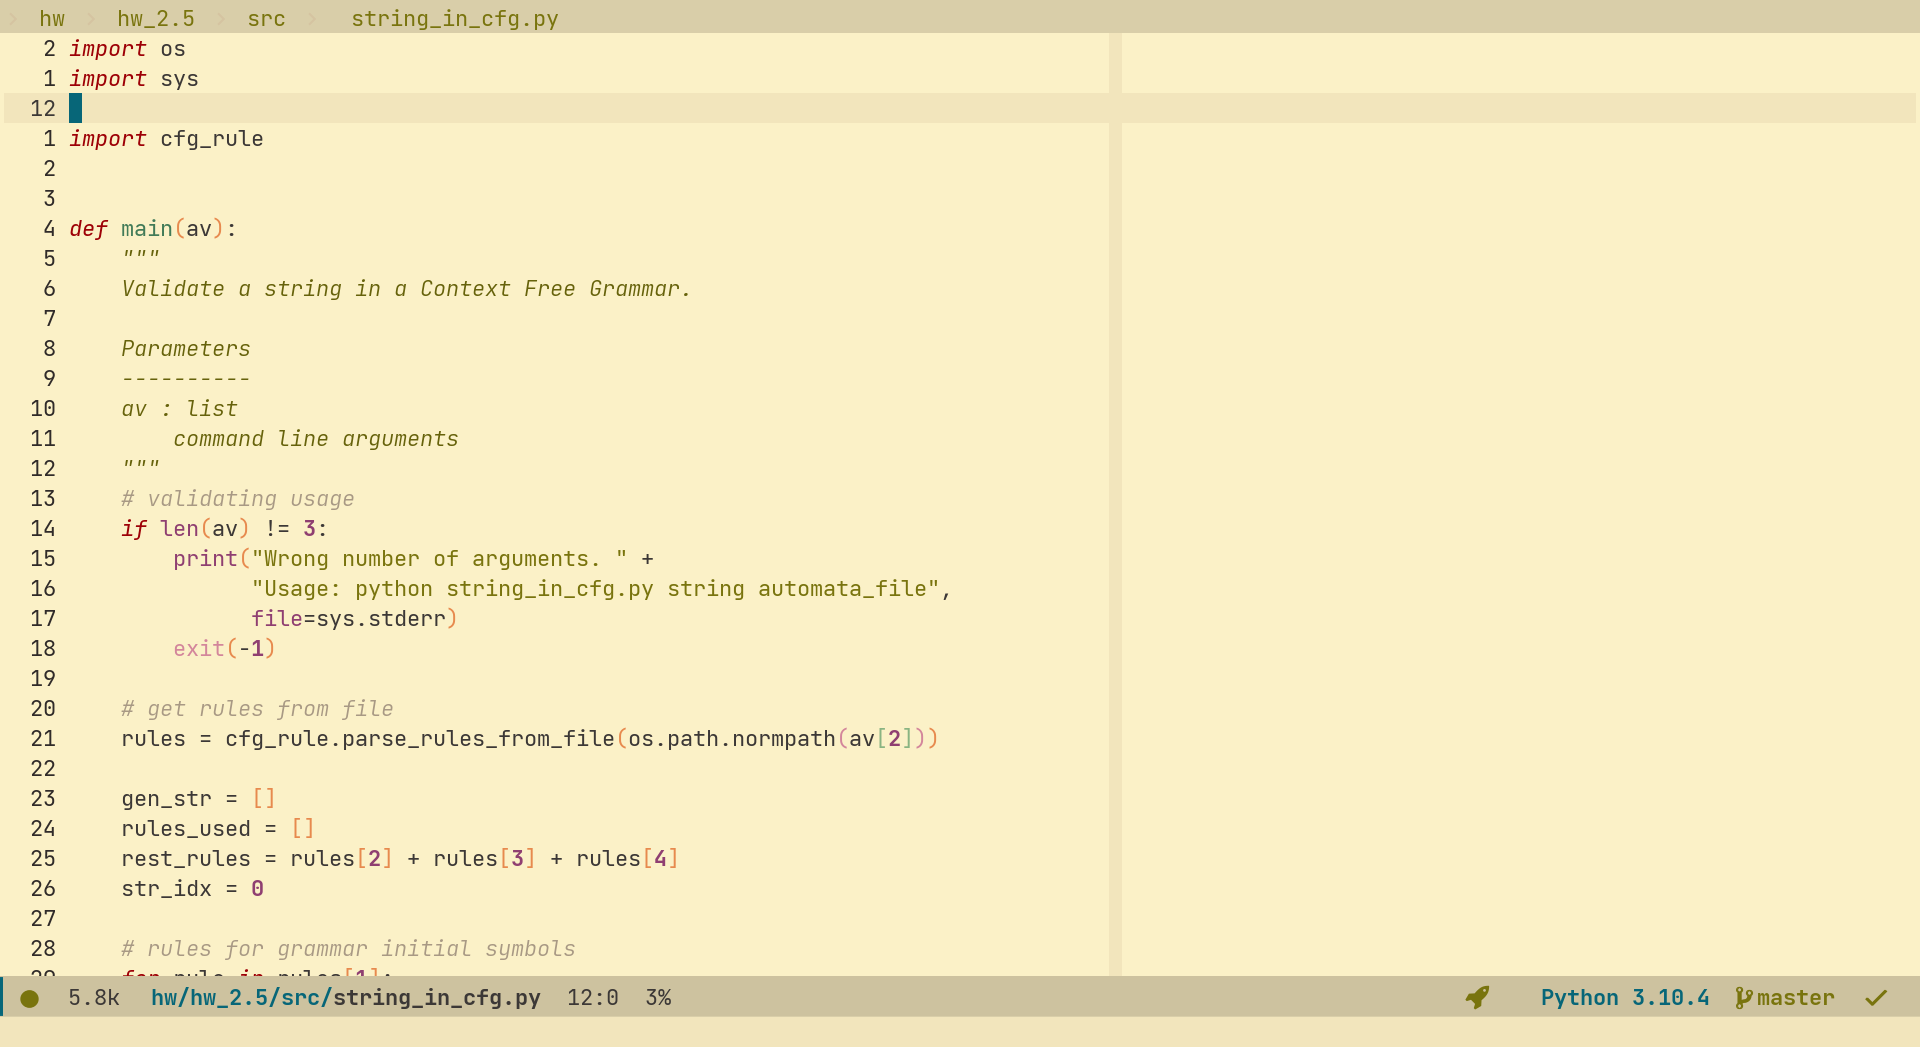 hw hw_2.5 src string_in_cfg.py
2 import os
1 import sys
12
1 import cfg_rule
2
3
4 def main(av):
5     """
6     Validate a string in a Context Free Grammar.
7
8     Parameters
9     ----------
10     av : list
11         command line arguments
12     """
13     # validating usage
14     if len(av) != 3:
15         print("Wrong number of arguments. " +
16               "Usage: python string_in_cfg.py string automata_file",
17               file=sys.stderr)
18         exit(-1)
19
20     # get rules from file
21     rules = cfg_rule.parse_rules_from_file(os.path.normpath(av[2]))
22
23     gen_str = []
24     rules_used = []
25     rest_rules = rules[2] + rules[3] + rules[4]
26     str_idx = 0
27
28     # rules for grammar initial symbols
29     for rule in rules[1]:
5.8k hw/hw_2.5/src/string_in_cfg.py 12:0 3% Python 3.10.4 master